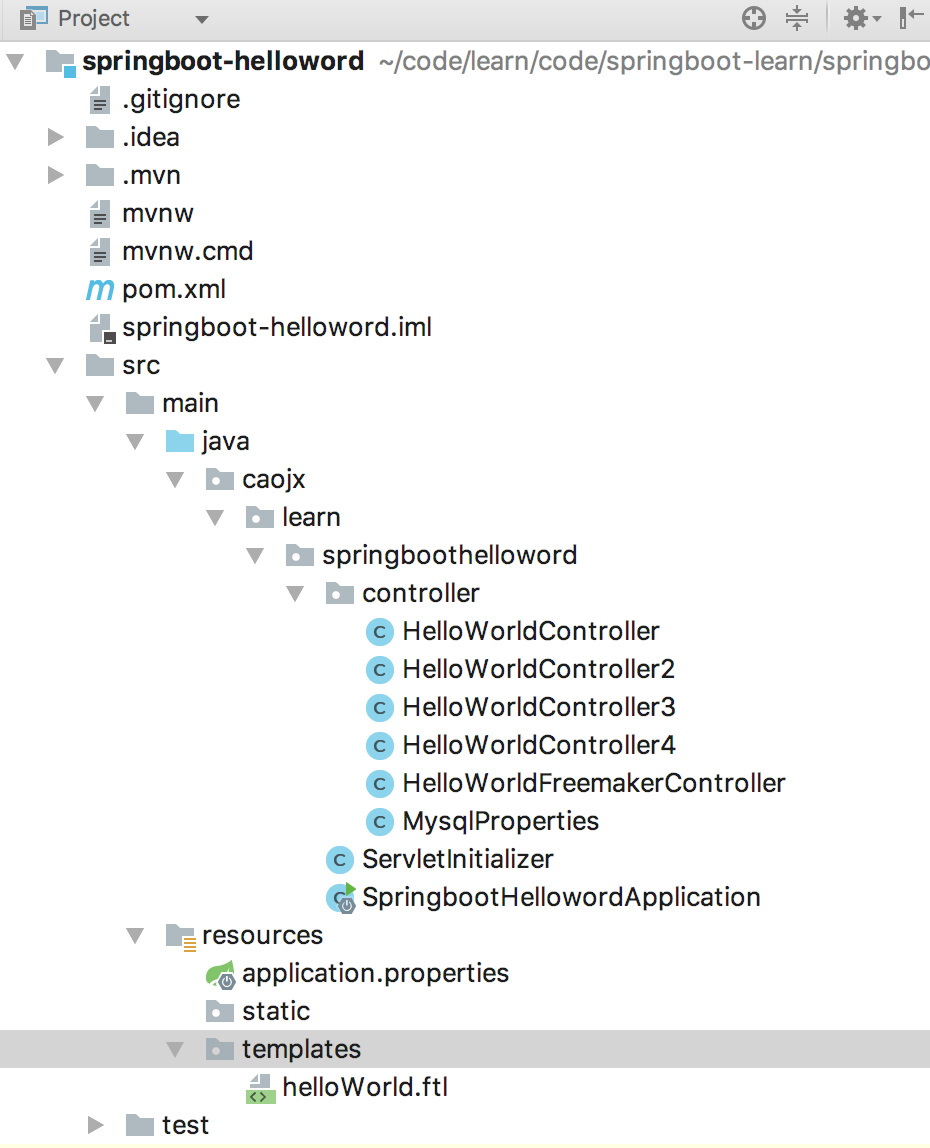 Project
springboot-helloword ~/code/learn/code/springboot-learn/springbo
.gitignore
.idea
.mvn
mvnw
mvnw.cmd
pom.xml
springboot-helloword.iml
src
main
java
caojx
learn
springboothelloword
controller
HelloWorldController
HelloWorldController2
HelloWorldController3
HelloWorldController4
HelloWorldFreemakerController
MysqlProperties
ServletInitializer
SpringbootHellowordApplication
resources
application.properties
static
templates
helloWorld.ftl
test